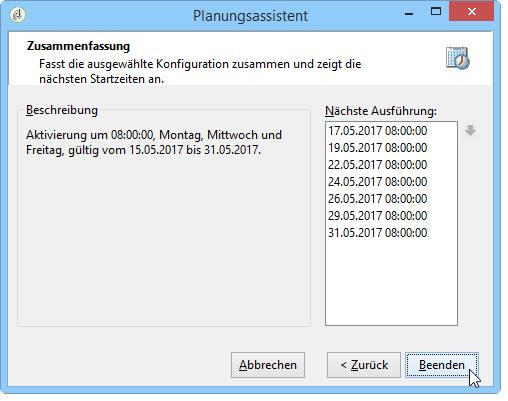 Planungsassistent
Zusammenfassung
Fasst die ausgewählte Konfiguration zusammen und zeigt die
nächsten Startzeiten an.
Beschreibung
Aktivierung um 08:00:00, Montag, Mittwoch und
Freitag, gültig vom 15.05.2017 bis 31.05.2017.
Nächste Ausführung:
17.05.2017 08:00:00
19.05.2017 08:00:00
22.05.2017 08:00:00
24.05.2017 08:00:00
26.05.2017 08:00:00
29.05.2017 08:00:00
31.05.2017 08:00:00
Abbrechen
< Zurück
Beenden